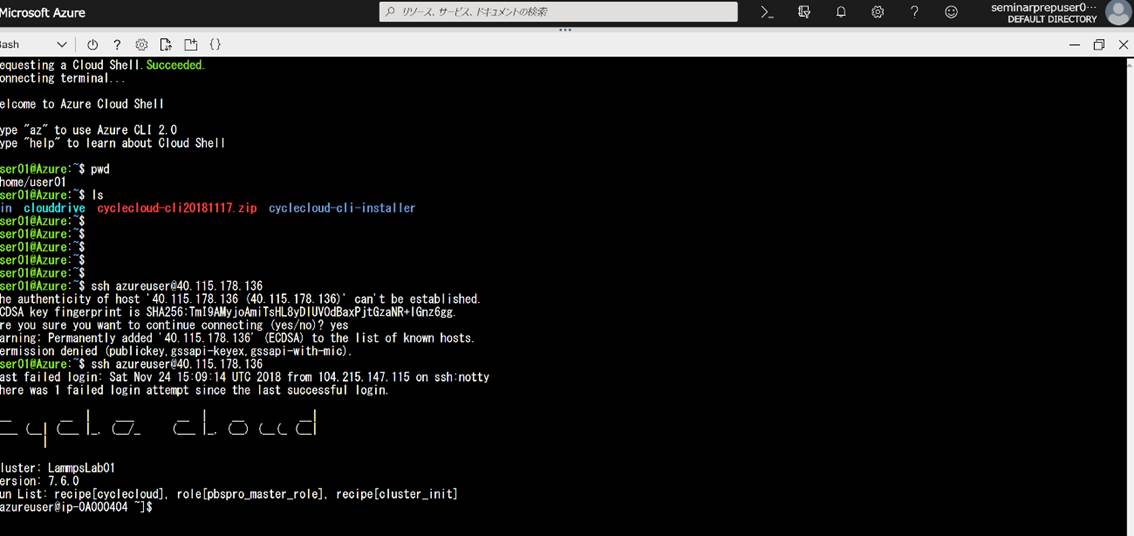 Microsoft Azure
リソース、サービス、ドキュメントの検索
seminarprepuser0…
DEFAULT DIRECTORY
ash
equesting a Cloud Shell.Succeeded.
onnecting terminal...
elcome to Azure Cloud Shell
ype "az" to use Azure CLI 2.0
ype "help" to learn about Cloud Shell
ser01@Azure:~$ pwd
home/user01
ser01@Azure:~$ ls
in clouddrive cyclecloud-cli20181117.zip cyclecloud-cli-installer
ser01@Azure:~$
ser01@Azure:~$
ser01@Azure:~$
ser01@Azure:~$
ser01@Azure:~$
ser01@Azure:~$ ssh azureuser@40.115.178.136
he authenticity of host '40.115.178.136 (40.115.178.136)' can't be established.
CDSA key fingerprint is SHA256:TmI9AMyjoAmiTsHL8yDIUVOdBaxPjtGzaNR+IGnz6gg.
re you sure you want to continue connecting (yes/no)? yes
arning: Permanently added '40.115.178.136' (ECDSA) to the list of known hosts.
ermission denied (publickey,gssapi-keyex,gssapi-with-mic).
ser01@Azure:~$ ssh azureuser@40.115.178.136
ast failed login: Sat Nov 24 15:09:14 UTC 2018 from 104.215.147.115 on ssh:notty
here was 1 failed login attempt since the last successful login.
cycle cloud
luster: LammpsLab01
ersion: 7.6.0
un List: recipe[cyclecloud], role[pbspro_master_role], recipe[cluster_init]
azureuser@ip-0A000404 ~]$